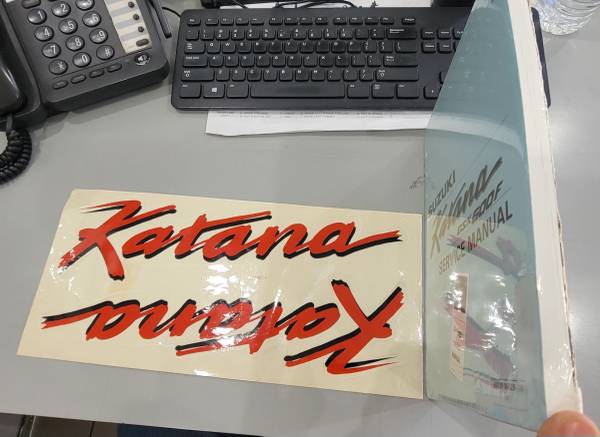 Katana
Katana
SUZUKI
Katana
GSX600F
SERVICE MANUAL